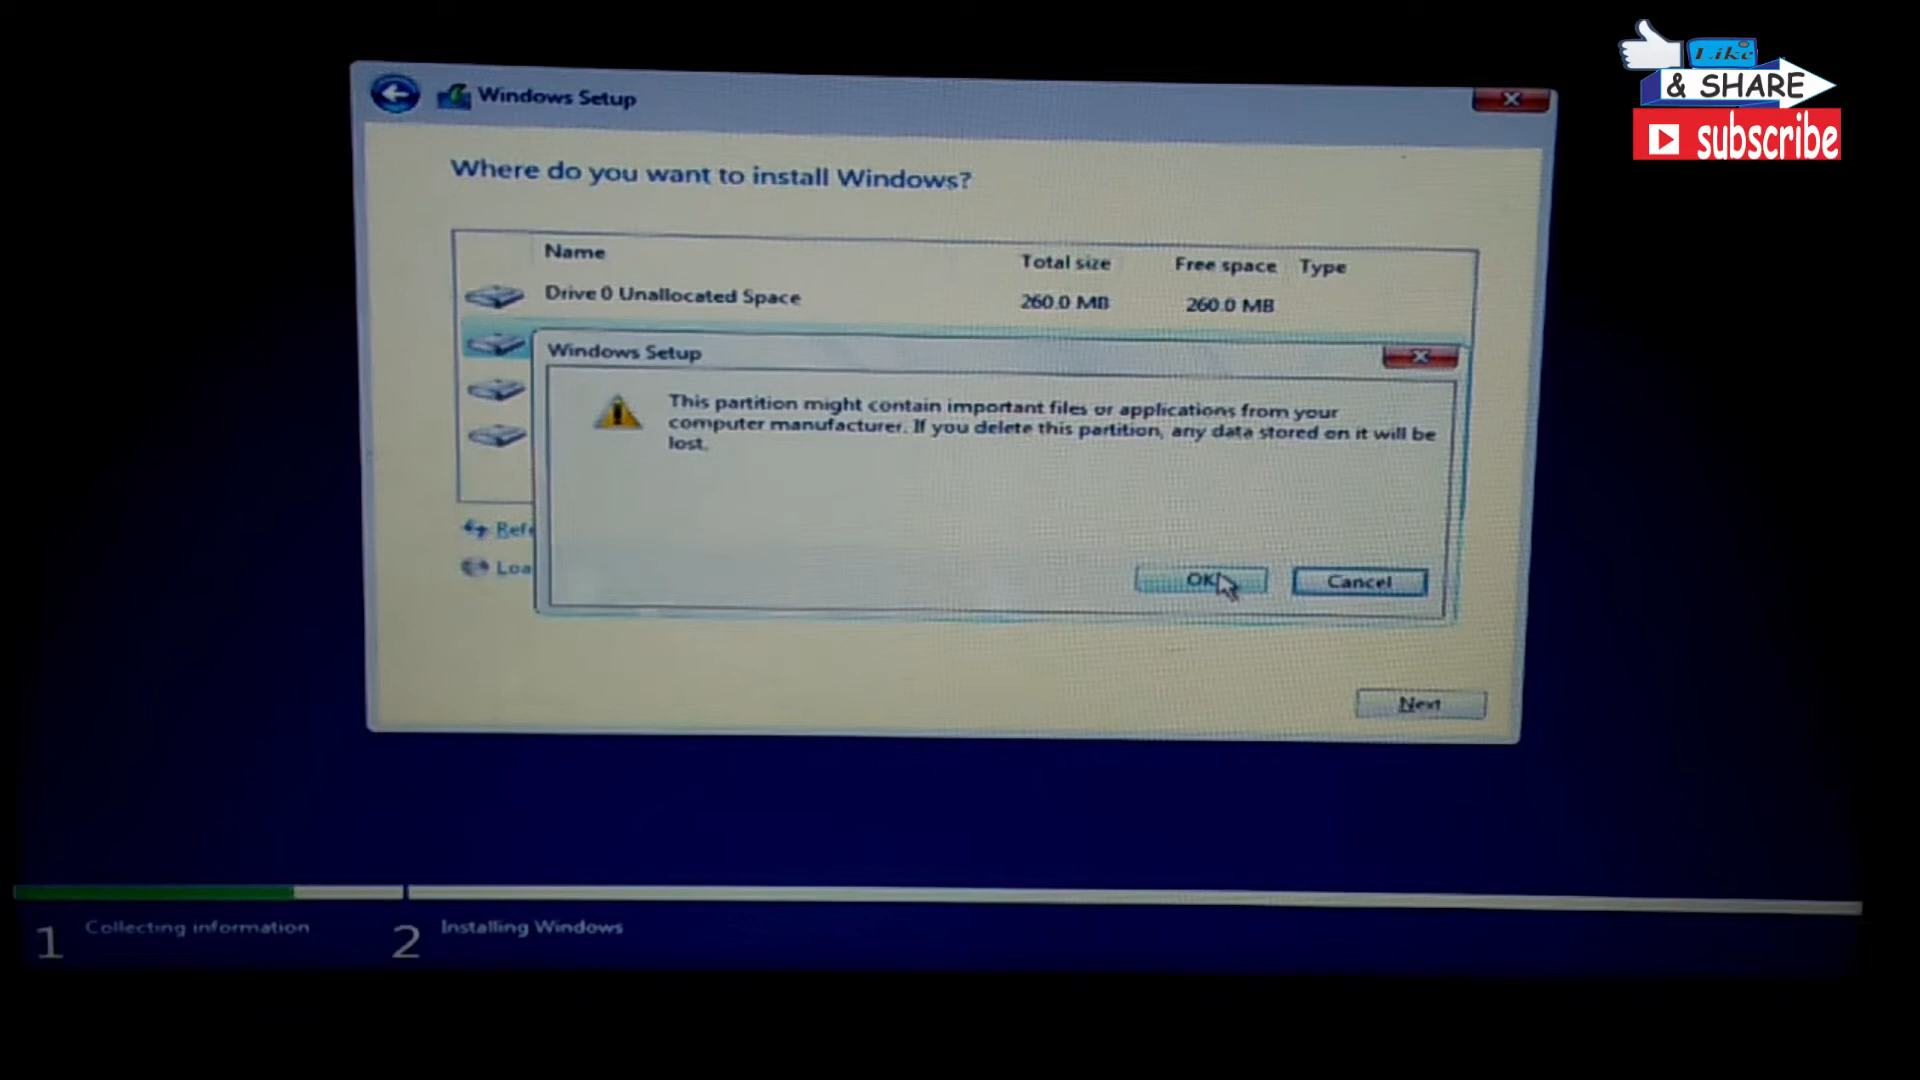 Like
& SHARE
subscribe
Windows Setup
Where do you want to install Windows?
Name Total size Free space Type
Drive 0 Unallocated Space 260.0 MB 260.0 MB
Windows Setup
This partition might contain important files or applications from your
computer manufacturer. If you delete this partition, any data stored on it will be
lost.
Refr
Loa
OK Cancel
Next
1 Collecting information 2 Installing Windows